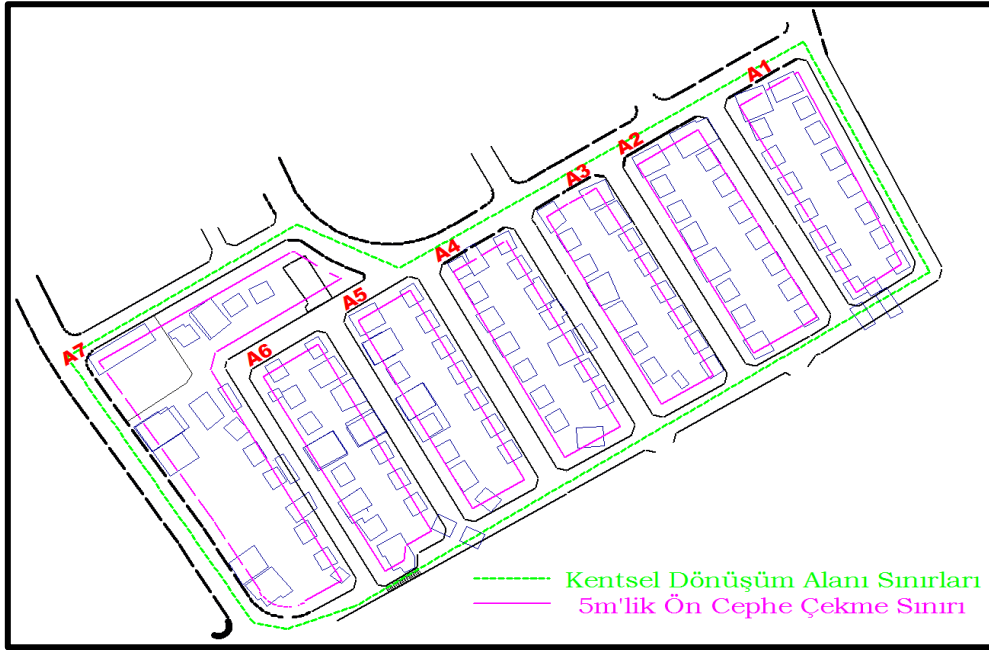 A1
A2
A3
A4
A5
A6
A7
Kentsel Dönüşüm Alanı Sınırları
5m'lik Ön Cephe Çekme Sınırı